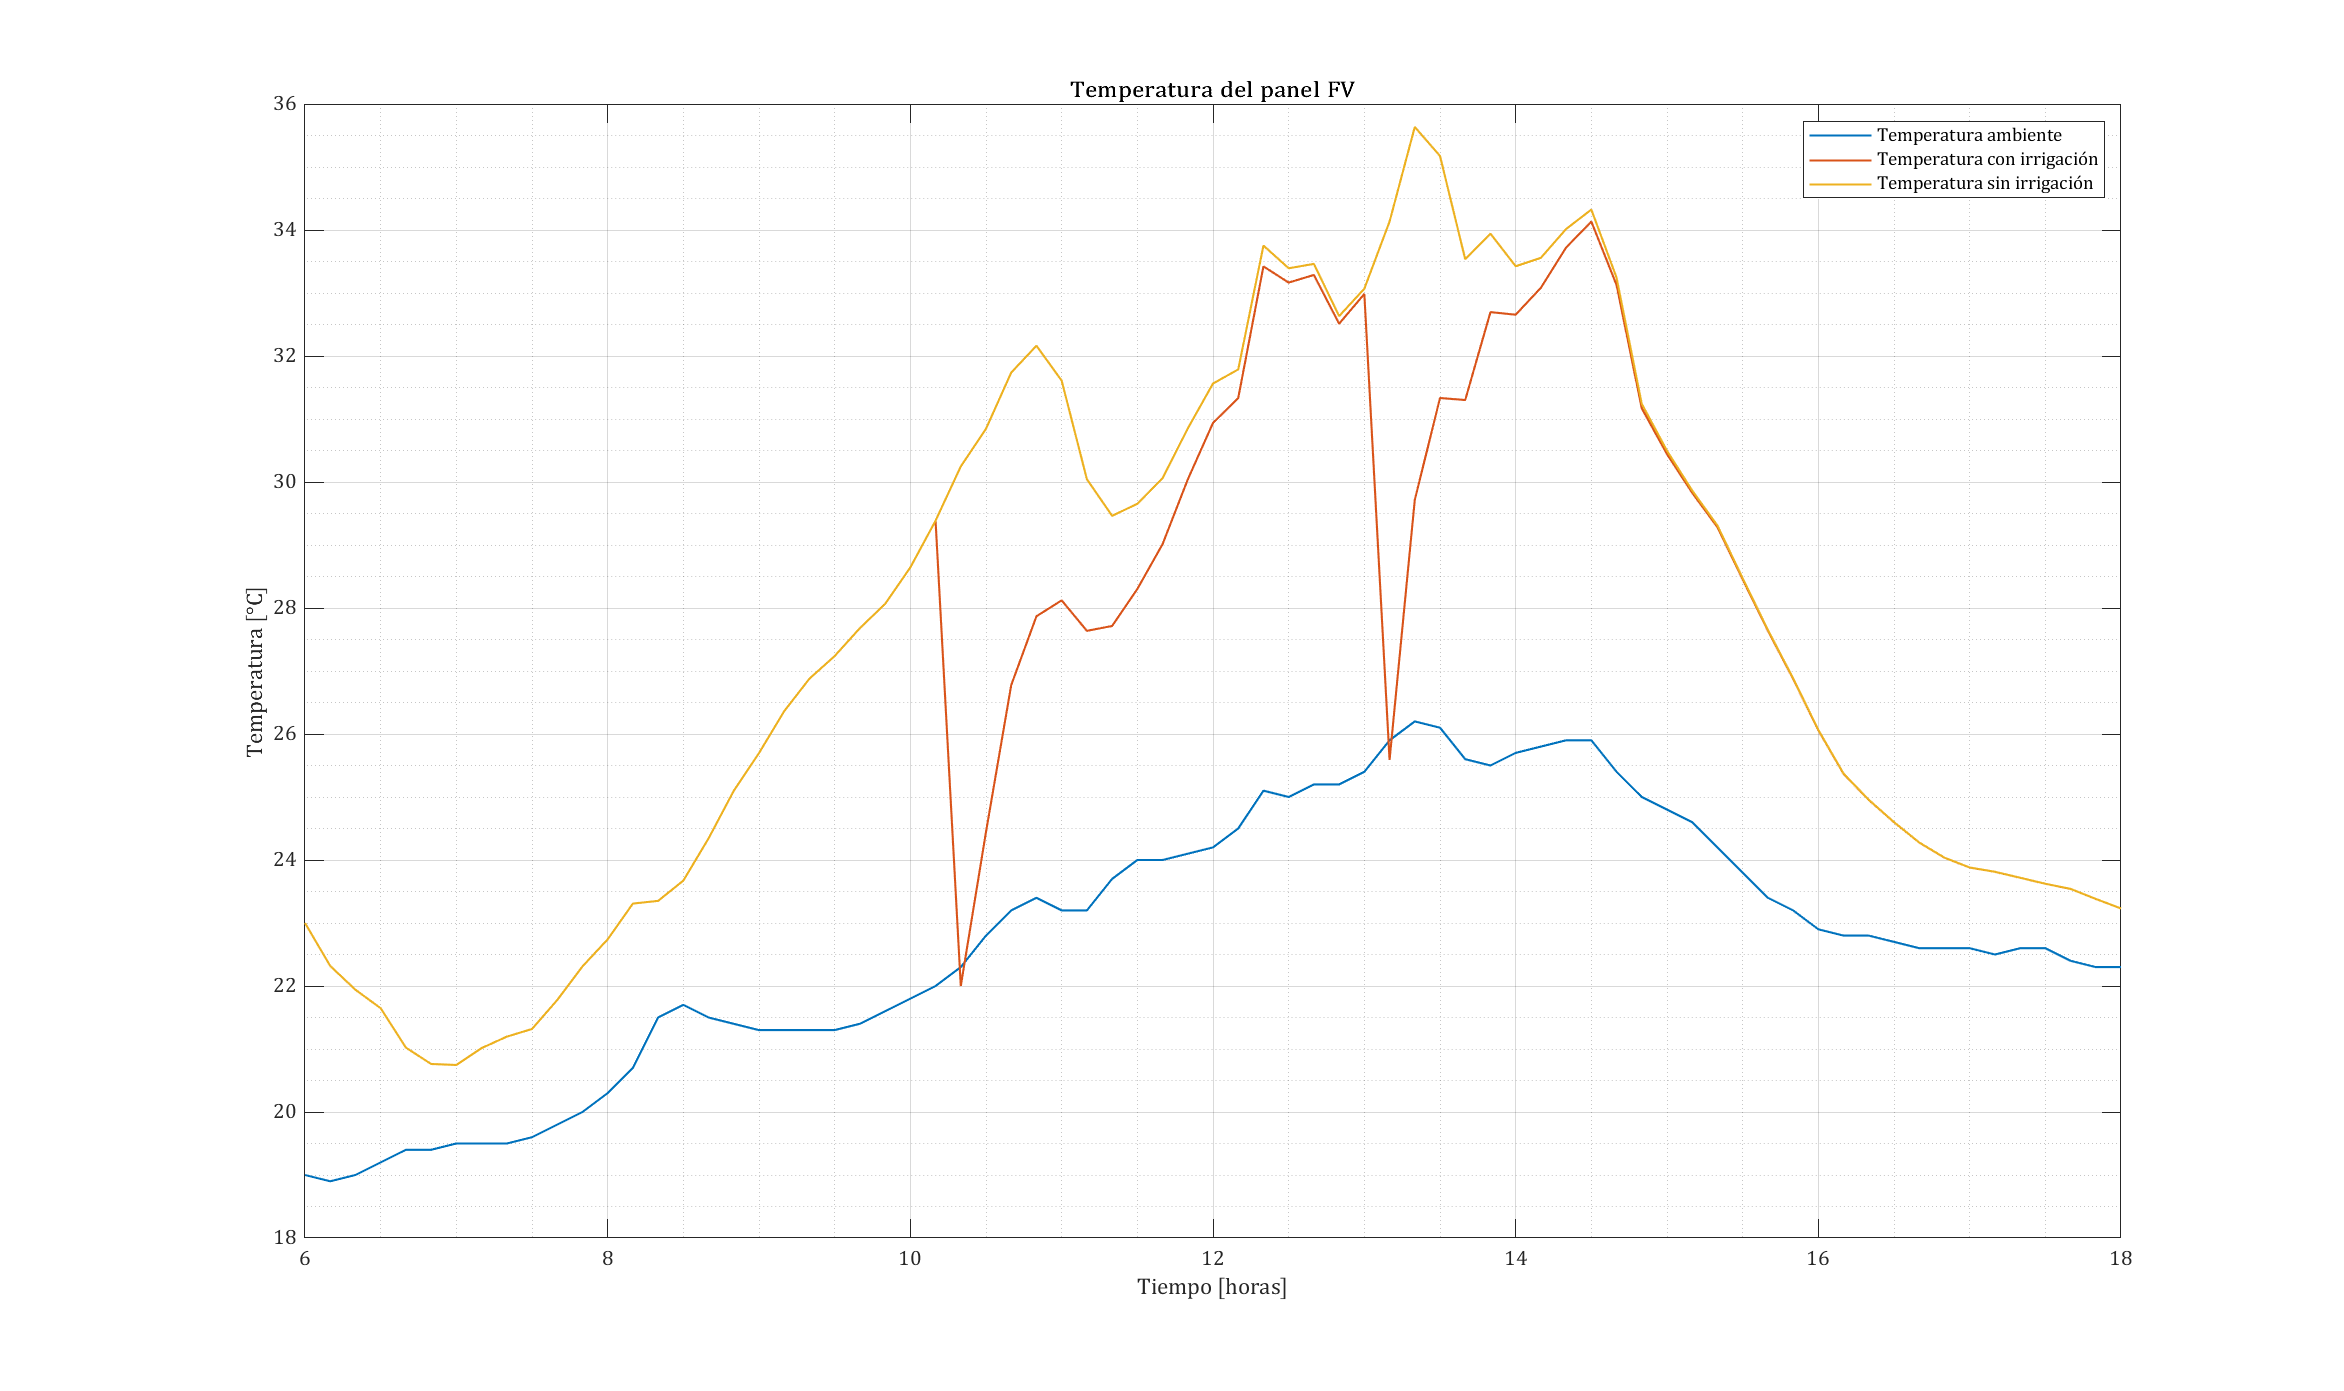 Temperatura del panel FV
36
34
32
30
28
26
24
22
20
18
Temperatura [°C]
Temperatura ambiente
Temperatura con irrigación
Temperatura sin irrigación
6 8 10 12 14 16 18
Tiempo [horas]